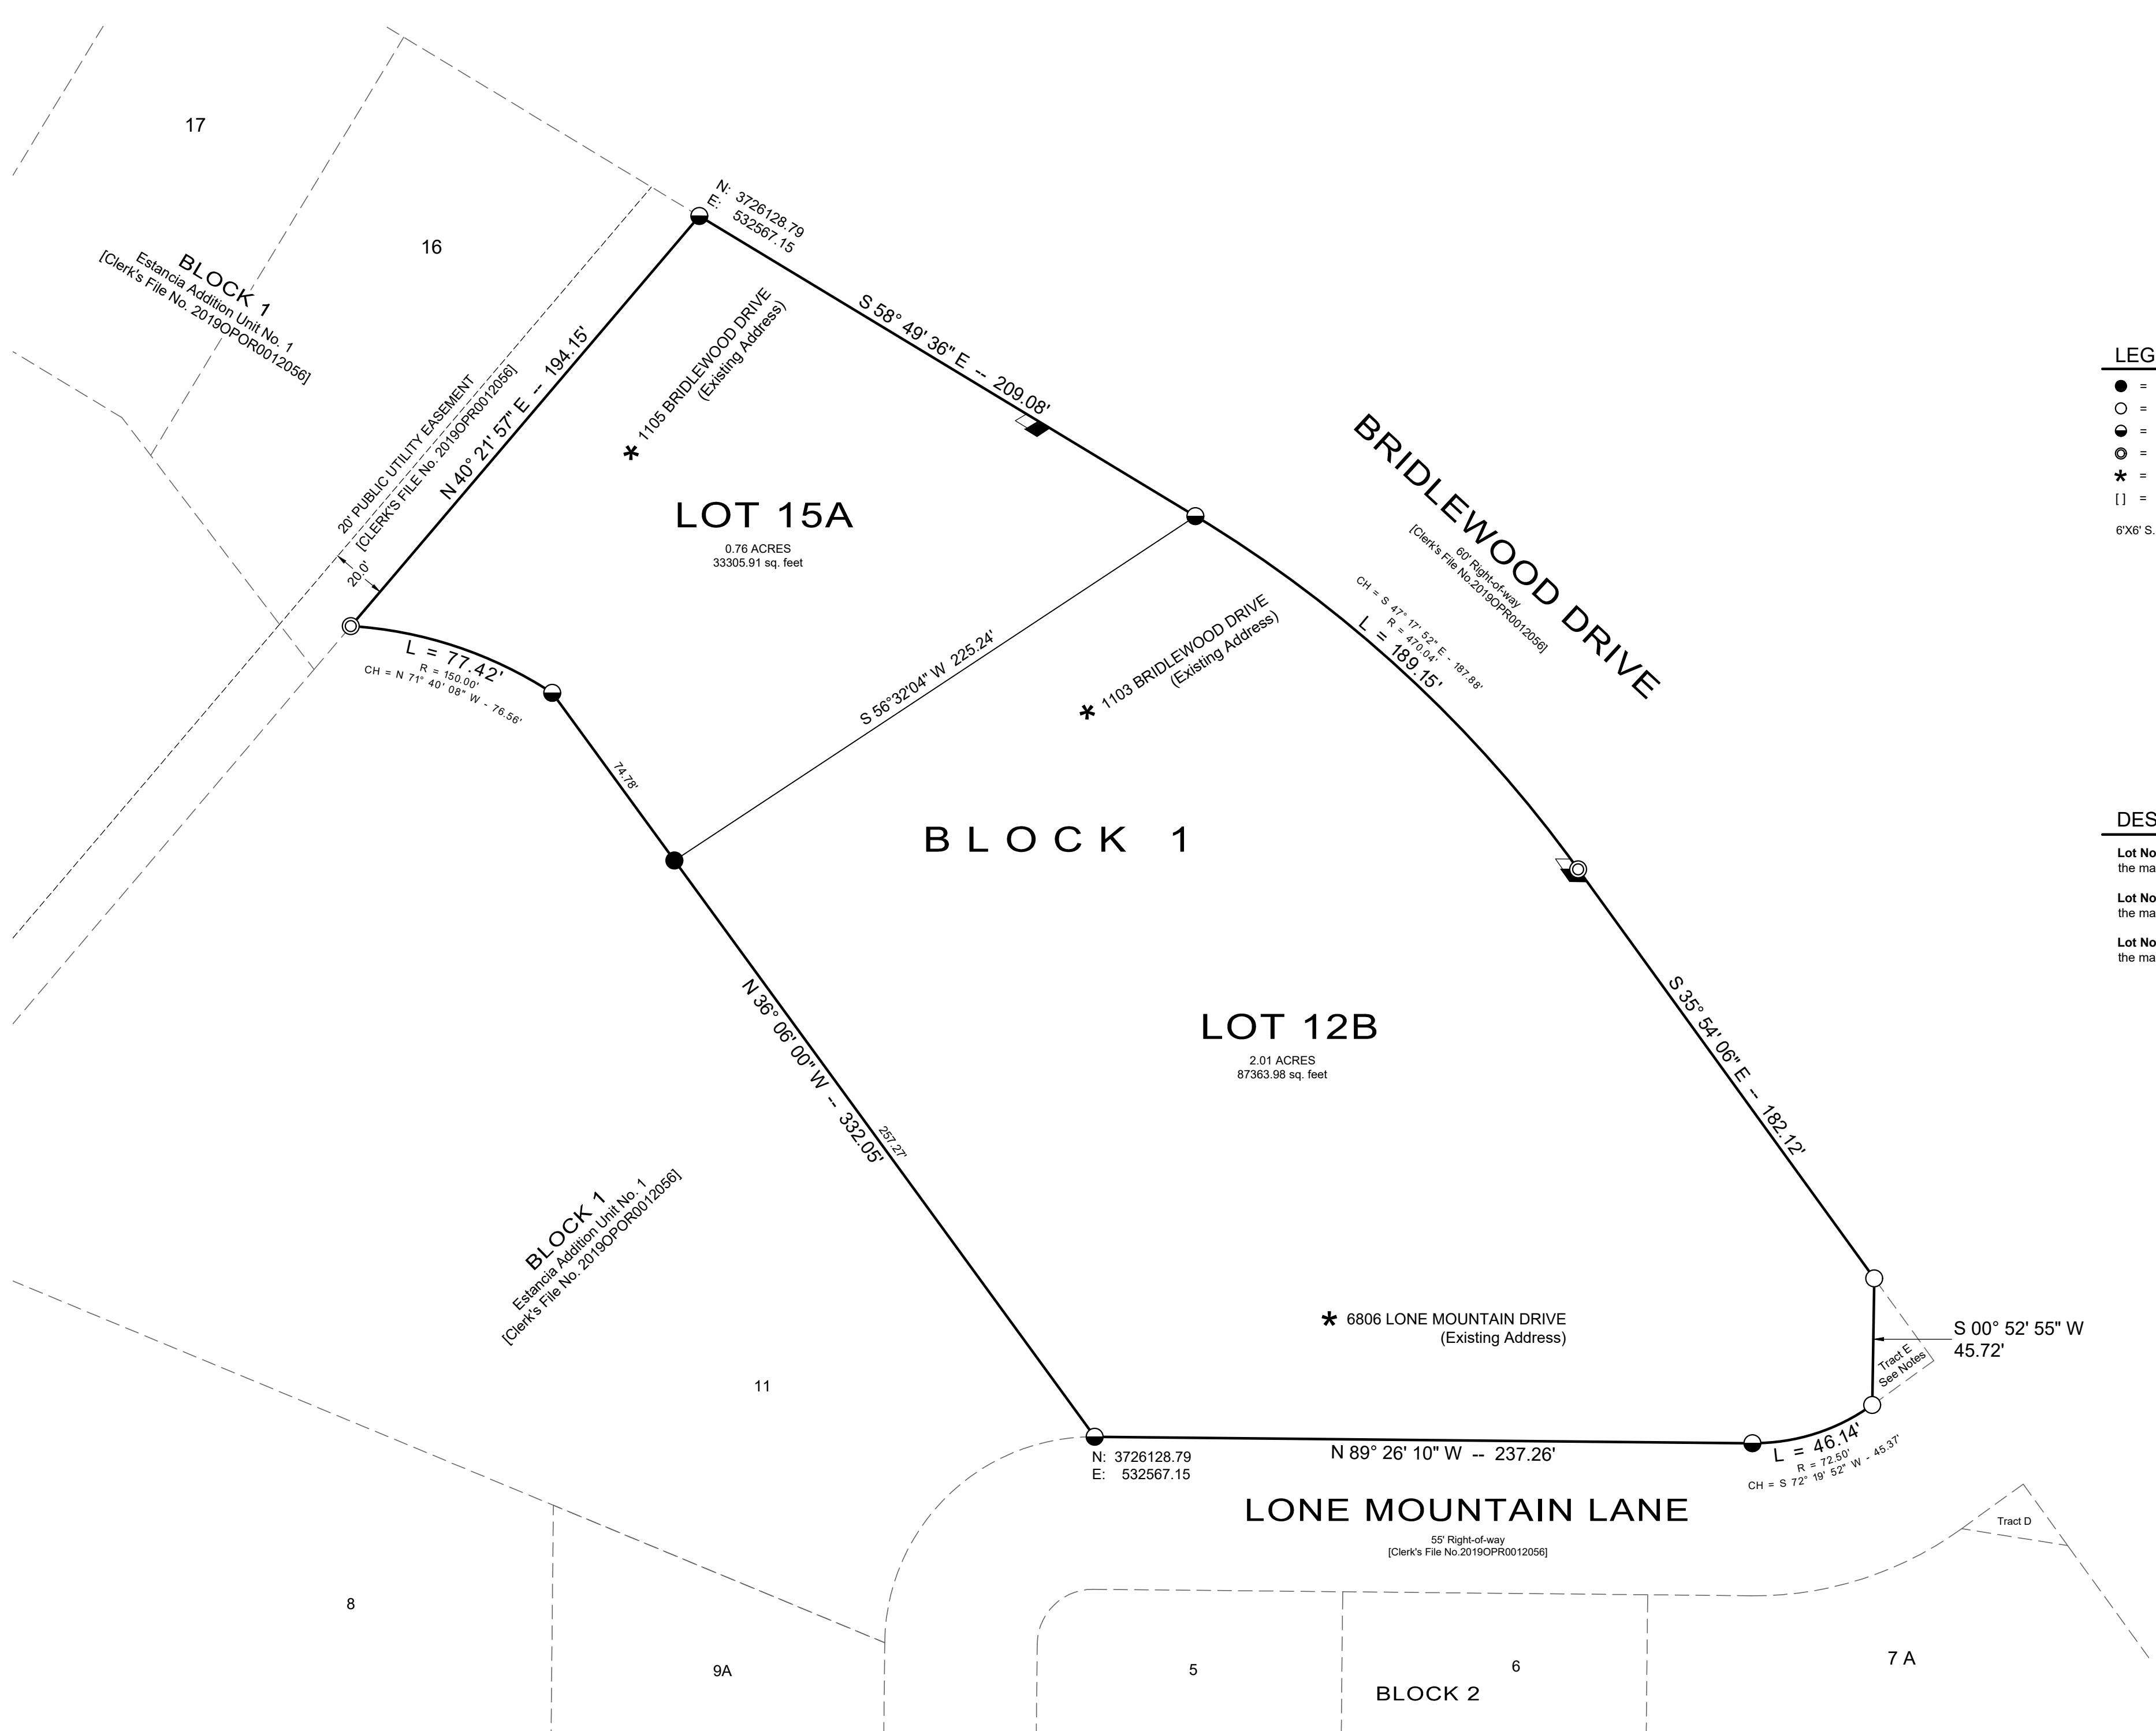 17
16
BLOCK 1
Estancia Addition Unit No. 1
[Clerk's File No. 2019OPOR0012056]
N: 3726128.79
E: 532567.15
20' PUBLIC UTILITY EASEMENT
[CLERK'S FILE No. 2019OPR0012056]
20.0'
N 40° 21' 57" E -- 194.15'
1105 BRIDLEWOOD DRIVE
(Existing Address)
S 58° 49' 36" E -- 209.08'
LOT 15A
0.76 ACRES
33305.91 sq. feet
BRIDLEWOOD DRIVE
60' Right-of-way
[Clerk's File No.2019OPR0012056]
CH = S 47° 17' 52" E - 187.88'
R = 470.04'
L = 189.15'
L = 77.42'
R = 150.00'
CH = N 71° 40' 08" W - 76.56'
74.78'
S 56°32'04" W 225.24'
1103 BRIDLEWOOD DRIVE
(Existing Address)
BLOCK 1
LOT 12B
2.01 ACRES
87363.98 sq. feet
S 35° 54' 06" E -- 182.12'
N 36° 06' 00" W -- 332.05'
257.27'
BLOCK 1
Estancia Addition Unit No. 1
[Clerk's File No. 2019OPOR0012056]
11
* 6806 LONE MOUNTAIN DRIVE
(Existing Address)
S 00° 52' 55" W
45.72'
Tract E
See Notes
N: 3726128.79
E: 532567.15
N 89° 26' 10" W -- 237.26'
L = 46.14'
R = 72.50'
CH = S 72° 19' 52" W - 45.37'
LONE MOUNTAIN LANE
55' Right-of-way
[Clerk's File No.2019OPR0012056]
Tract D
8
9A
5
6
7 A
BLOCK 2
LEG
=
=
=
=
* =
[ ] =
6'X6' S.
DES
Lot No
the ma
Lot No
the ma
Lot No
the ma